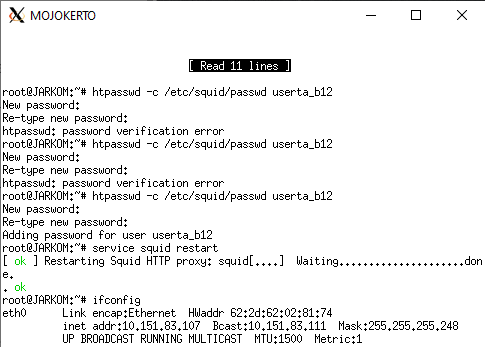 MOJOKERTO
[ Read 11 lines ]
root@JARKOM:~# htpasswd -c /etc/squid/passwd userta_b12
New password:
Re-type new password:
htpasswd: password verification error
root@JARKOM:~# htpasswd -c /etc/squid/passwd userta_b12
New password:
Re-type new password:
htpasswd: password verification error
root@JARKOM:~# htpasswd -c /etc/squid/passwd userta_b12
New password:
Re-type new password:
Adding password for user userta_b12
root@JARKOM:~# service squid restart
[ ok ] Restarting Squid HTTP proxy: squid[....]  Waiting.....................don
e.
. ok
root@JARKOM:~# ifconfig
eth0      Link encap:Ethernet  HWaddr 62:2d:62:02:81:74
          inet addr:10.151.83.107  Bcast:10.151.83.111  Mask:255.255.255.248
          UP BROADCAST RUNNING MULTICAST  MTU:1500  Metric:1